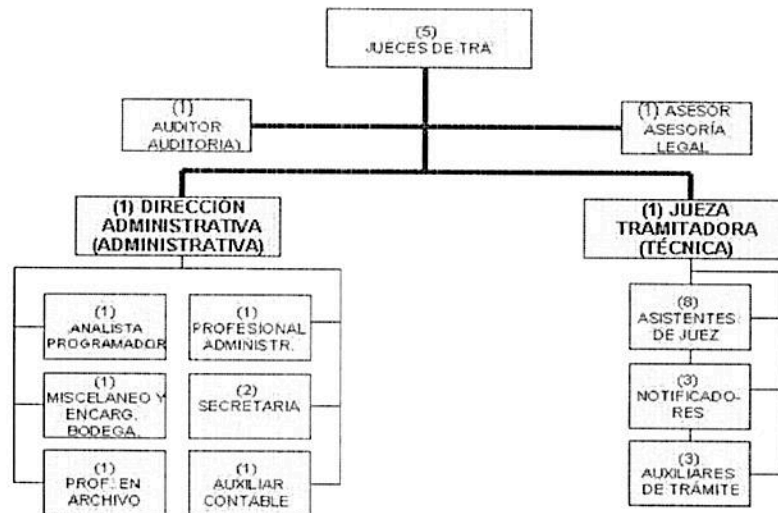 (5)
JUECES DE TRA
(1)
AUDITOR
AUDITORIA)
(1) ASESOR
ASESORÍA
LEGAL
(1) DIRECCIÓN
ADMINISTRATIVA
(ADMINISTRATIVA)
(1) JUEZA
TRAMITADORA
(TÉCNICA)
(1)
ANALISTA
PROGRAMADOR
(1)
PROFESIONAL
ADMINISTR.
(8)
ASISTENTES
DE JUEZ
(1)
MISCELANEO Y
ENCARG.
BODEGA.
(2)
SECRETARIA
(3)
NOTIFICADO-
RES
(1)
PROF. EN
ARCHIVO
(1)
AUXILIAR
CONTABLE
(3)
AUXILIARES
DE TRÁMITE